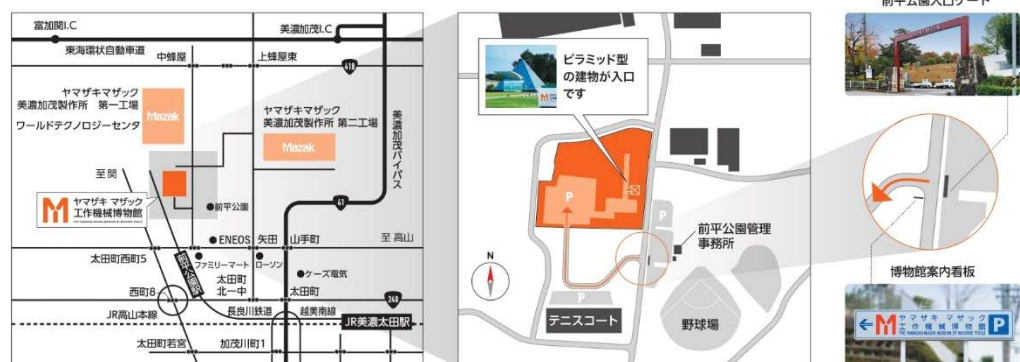 富加関I.C
美濃加茂I.C
東海環状自動車道
中蜂屋
上蜂屋東
418
ヤマザキマザック
美濃加茂製作所 第一工場
ワールドテクノロジーセンタ
Mazak
ヤマザキマザック
美濃加茂製作所 第二工場
Mazak
美濃加茂バイパス
至関
ヤマザキ マザック
工作機械博物館
前平公園
41
ENEOS
矢田
山手町
至高山
太田町西町5
前平公園駅
ファミリーマート
ローソン
ケーズ電気
西町8
太田町
北一中
太田町
248
JR高山本線
長良川鉄道
越美南線
JR美濃太田駅
太田町若宮
加茂川町1
ピラミッド型
の建物が入口
です
P
P
P
P
N
前平公園管理
事務所
テニスコート
野球場
前平公園入口ゲート
博物館案内看板
ヤマザキ マザック
工作機械博物館
THE YAMAZAKI MAZAK MUSEUM OF MACHINE TOOLS
P